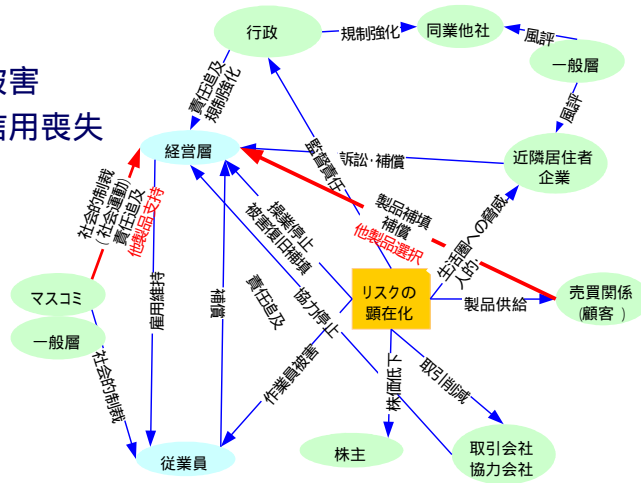 被害
信用喪失
行政
規制強化
同業他社
風評
一般層
風評
責任追及
規制強化
経営層
訴訟・補償
近隣居住者
企業
監督責任
社会的制裁
(社会運動)
責任追及
他製品支持
操業停止
被害復旧補填
製品補填
補償
他製品選択
生活圏への脅威
人的
マスコミ
一般層
雇用維持
補償
責任追及
協力停止
リスクの
顕在化
製品供給
売買関係
(顧客 )
社会的制裁
作業員被害
株価低下
取引削減
従業員
株主
取引会社
協力会社